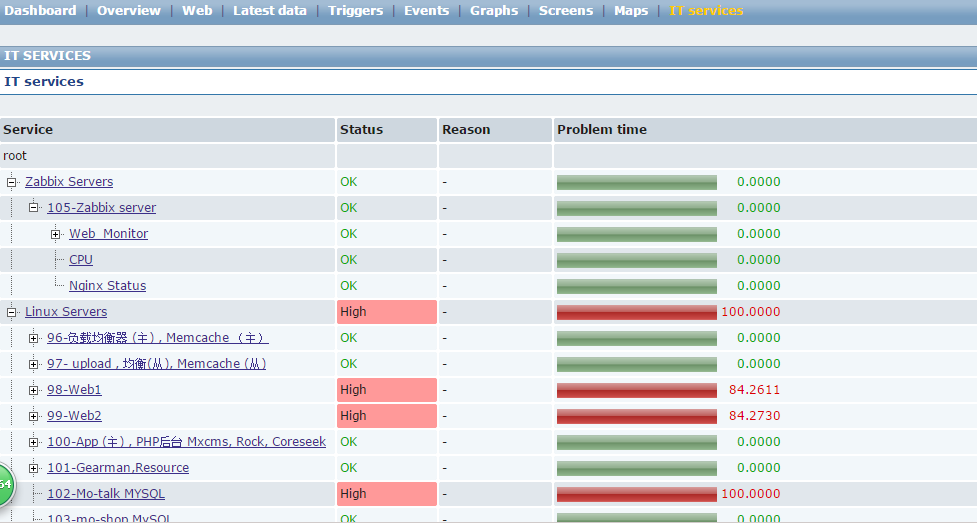 Dashboard | Overview | Web | Latest data | Triggers | Events | Graphs | Screens | Maps | IT services
IT SERVICES
IT services
Service Status Reason Problem time
root
Zabbix Servers OK - 0.0000
105-Zabbix server OK - 0.0000
Web_Monitor OK - 0.0000
CPU OK - 0.0000
Nginx Status OK - 0.0000
Linux Servers High - 100.0000
96-负载均衡器 (主) , Memcache （主） OK - 0.0000
97- upload , 均衡(从), Memcache (从) OK - 0.0000
98-Web1 High - 84.2611
99-Web2 High - 84.2730
100-App (主) , PHP后台 Mxcms, Rock, Coreseek OK - 0.0000
101-Gearman,Resource OK - 0.0000
102-Mo-talk MYSQL High - 100.0000
103-mo-shop MySQL OK - 0.0000
64